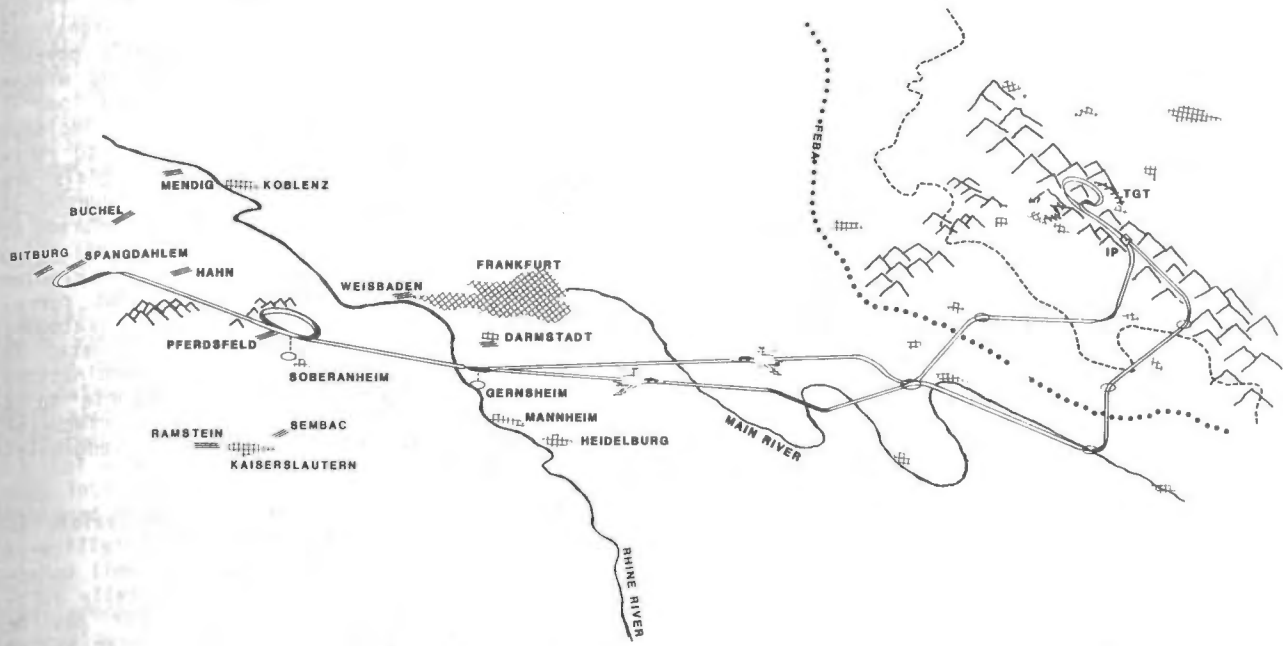 FEBA
MENDIG
KOBLENZ
TGT
BUCHEL
BITBURG
SPANGDAHLEM
HAHN
IP
FRANKFURT
WEISBADEN
PFERDSFELD
DARMSTADT
SOBERANHEIM
GERNSHEIM
MANNHEIM
MAIN RIVER
SEMBAC
RAMSTEIN
HEIDELBURG
KAISERSLAUTERN
RHINE RIVER